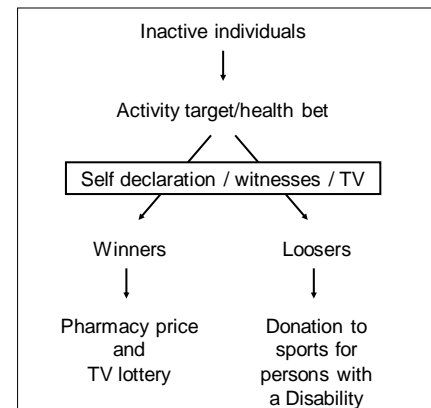 Inactive individuals
Activity target/health bet
Self declaration / witnesses / TV
Winners
Loosers
Pharmacy price
and
TV lottery
Donation to
sports for
persons with
a Disability